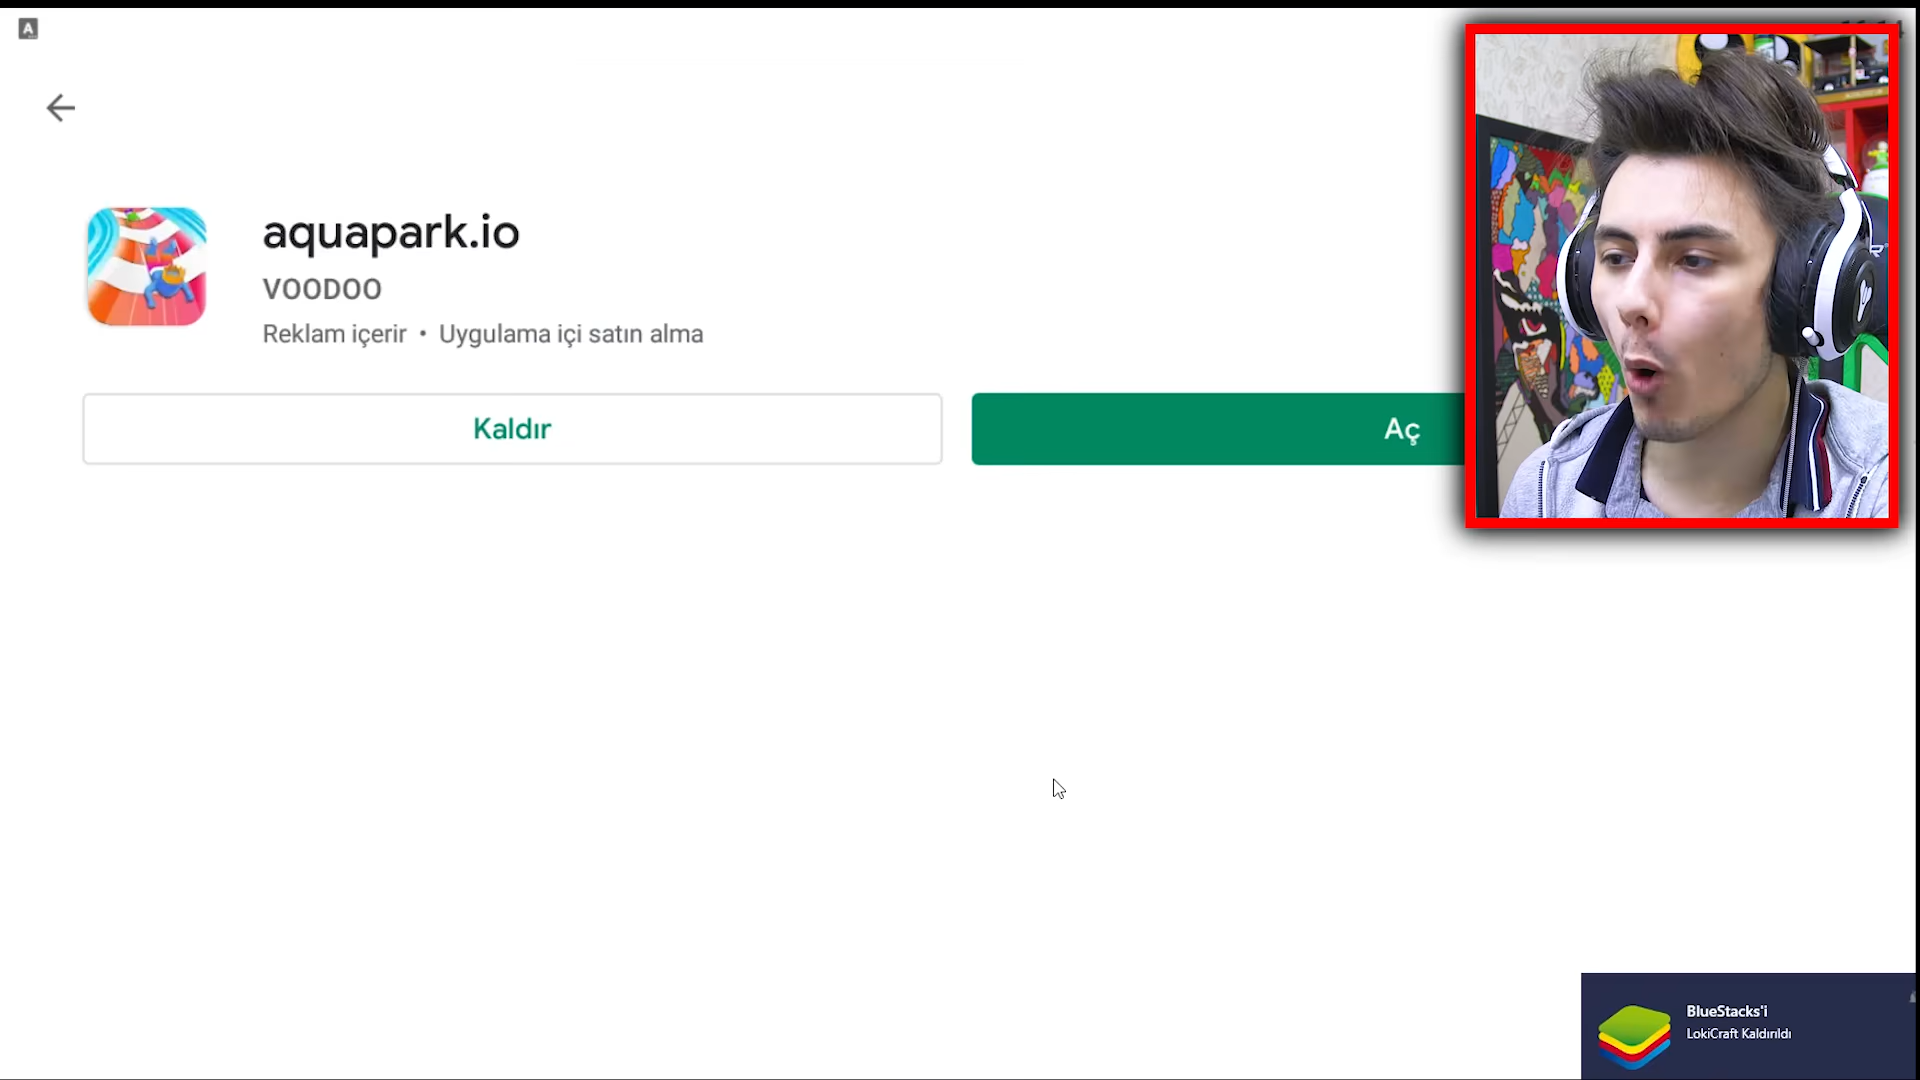 aquapark.io
VOODOO
Reklam içerir • Uygulama içi satın alma
Kaldır
Aç
BlueStacks'i
LokiCraft Kaldırıldı